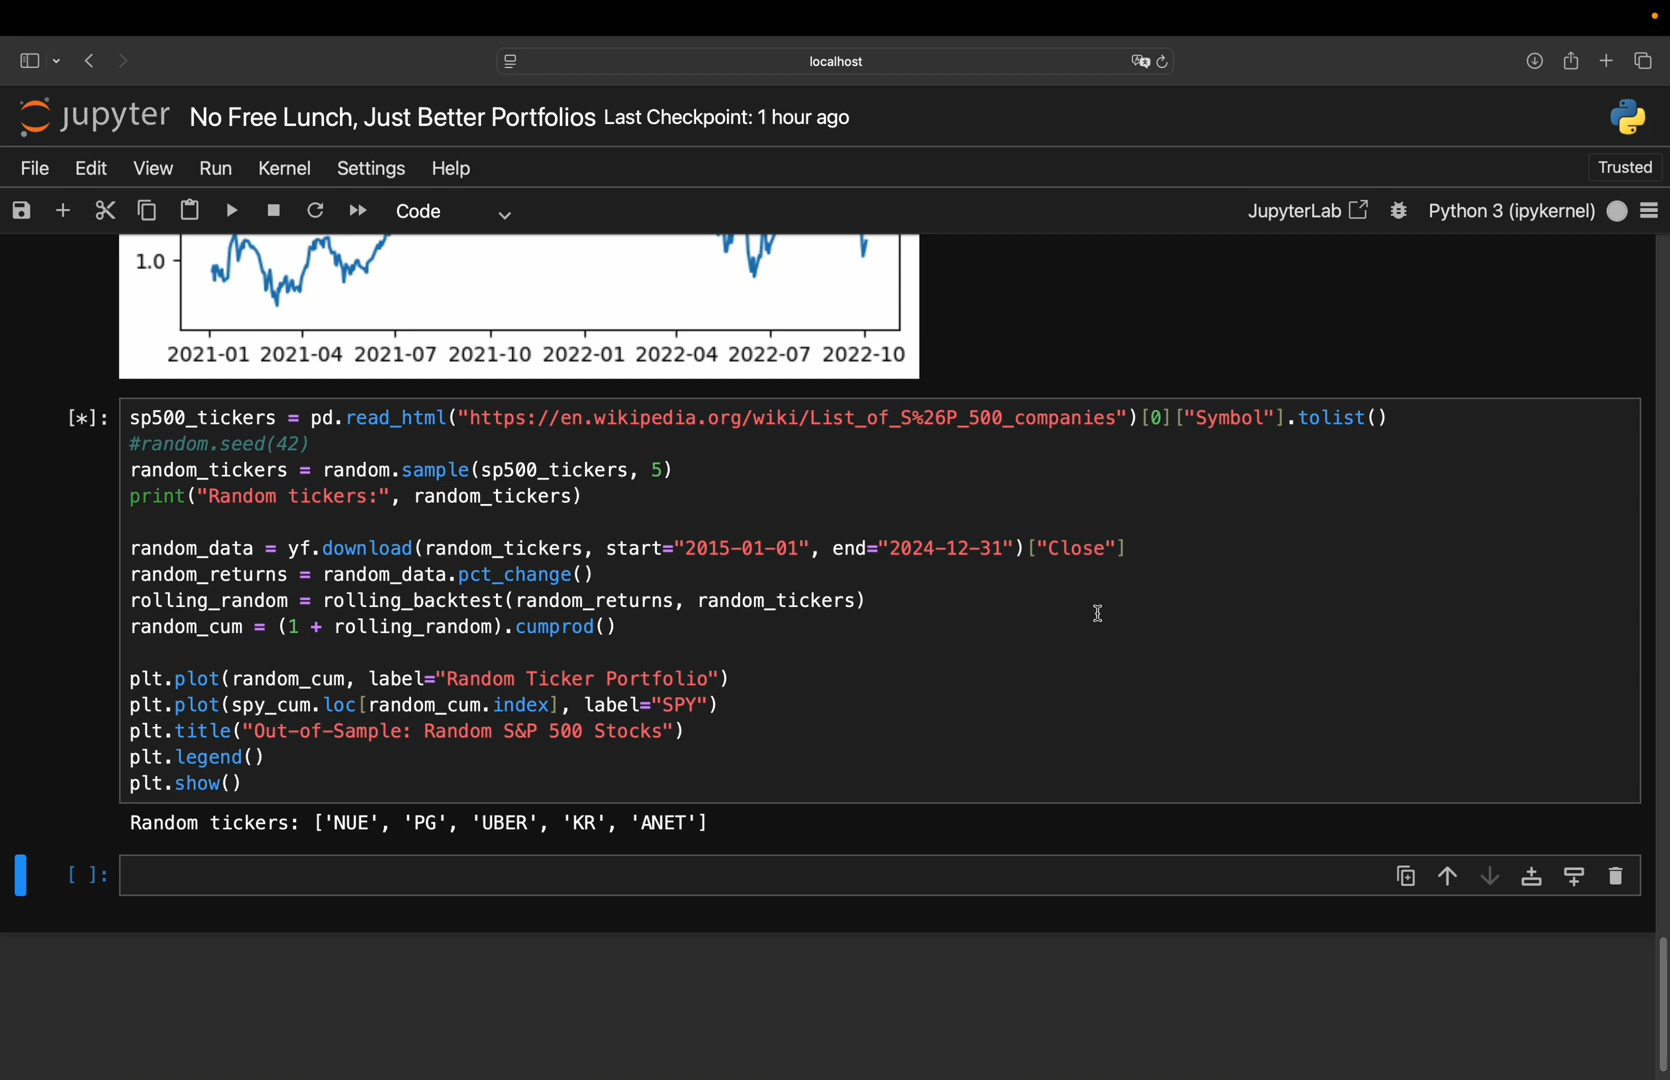 localhost
jupyter No Free Lunch, Just Better Portfolios Last Checkpoint: 1 hour ago
File Edit View Run Kernel Settings Help Trusted
Code JupyterLab Python 3 (ipykernel)
1.0
2021-01 2021-04 2021-07 2021-10 2022-01 2022-04 2022-07 2022-10
[*]: sp500_tickers = pd.read_html("https://en.wikipedia.org/wiki/List_of_S%26P_500_companies")[0]["Symbol"].tolist()
#random.seed(42)
random_tickers = random.sample(sp500_tickers, 5)
print("Random tickers:", random_tickers)
random_data = yf.download(random_tickers, start="2015-01-01", end="2024-12-31")["Close"]
random_returns = random_data.pct_change()
rolling_random = rolling_backtest(random_returns, random_tickers)
random_cum = (1 + rolling_random).cumprod()
plt.plot(random_cum, label="Random Ticker Portfolio")
plt.plot(spy_cum.loc[random_cum.index], label="SPY")
plt.title("Out-of-Sample: Random S&P 500 Stocks")
plt.legend()
plt.show()
Random tickers: ['NUE', 'PG', 'UBER', 'KR', 'ANET']
[ ]: